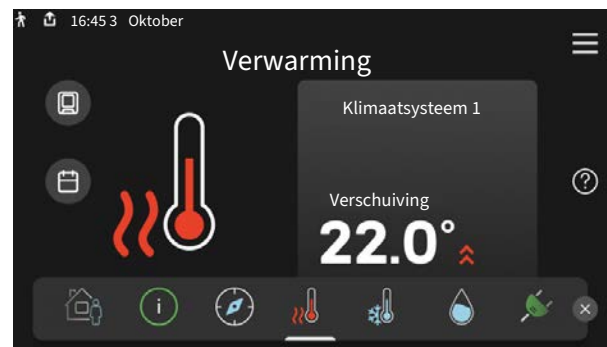 16:45 3 Oktober
Verwarming
Klimaatsysteem 1
Verschuiving
22.0°